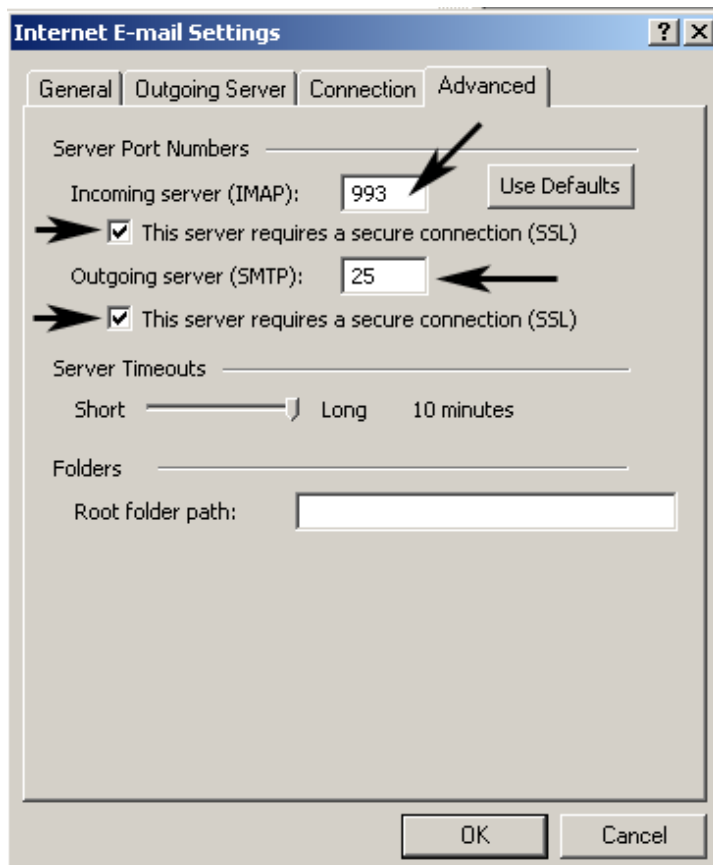 Internet E-mail Settings
General Outgoing Server Connection Advanced
Server Port Numbers
Incoming server (IMAP): 993 Use Defaults
This server requires a secure connection (SSL)
Outgoing server (SMTP): 25
This server requires a secure connection (SSL)
Server Timeouts
Short Long 10 minutes
Folders
Root folder path:
OK Cancel